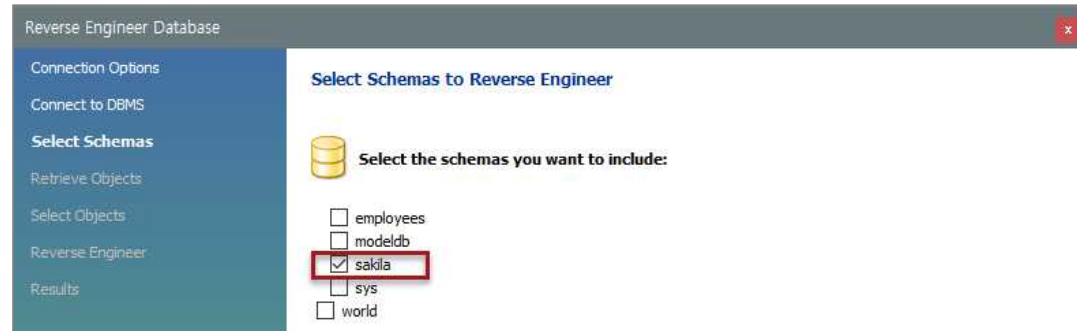 Reverse Engineer Database
x
Connection Options
Connect to DBMS
Select Schemas
Retrieve Objects
Select Objects
Reverse Engineer
Results
Select Schemas to Reverse Engineer
Select the schemas you want to include:
employees
modeldb
sakila
sys
world